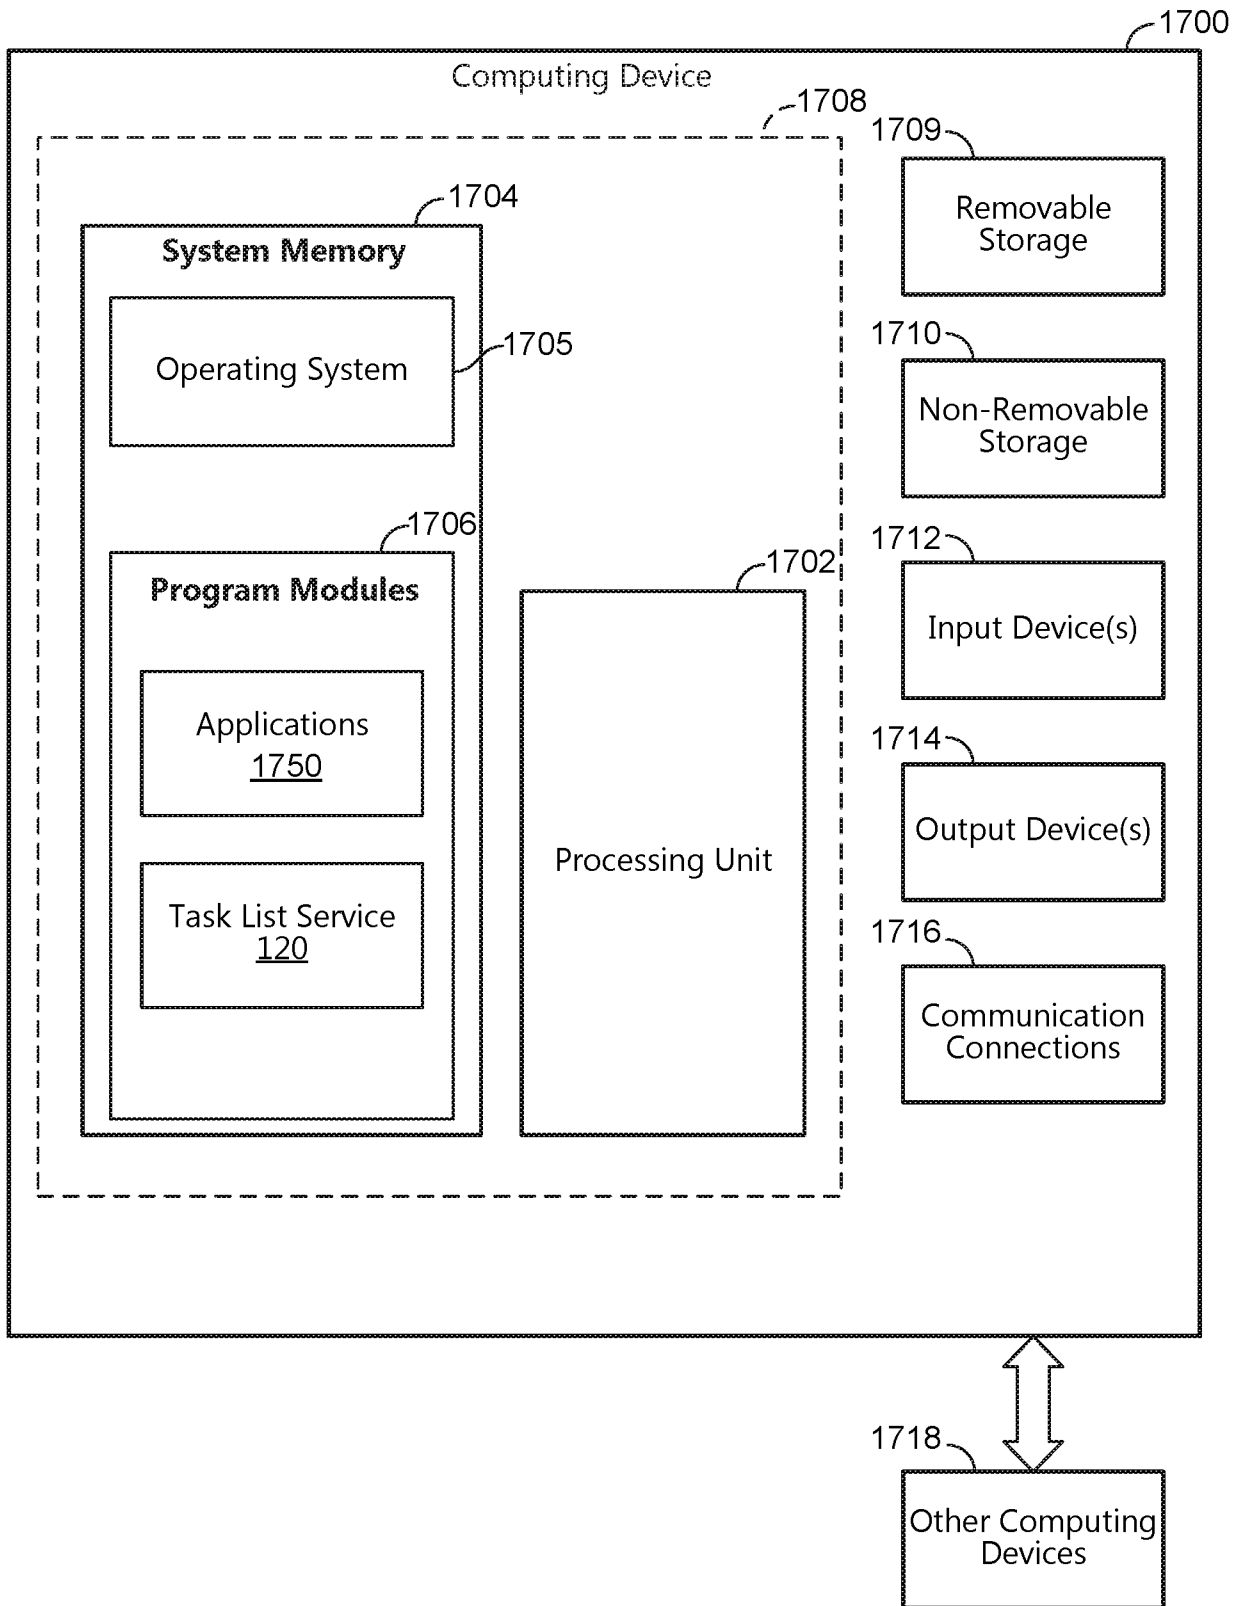 1700
Computing Device
1708
1709
Removable
Storage
1704
System Memory
Operating System
1705
1710
Non-Removable
Storage
1706
Program Modules
1702
1712
Input Device(s)
Applications
1750
1714
Output Device(s)
Processing Unit
Task List Service
120
1716
Communication
Connections
1718
Other Computing
Devices